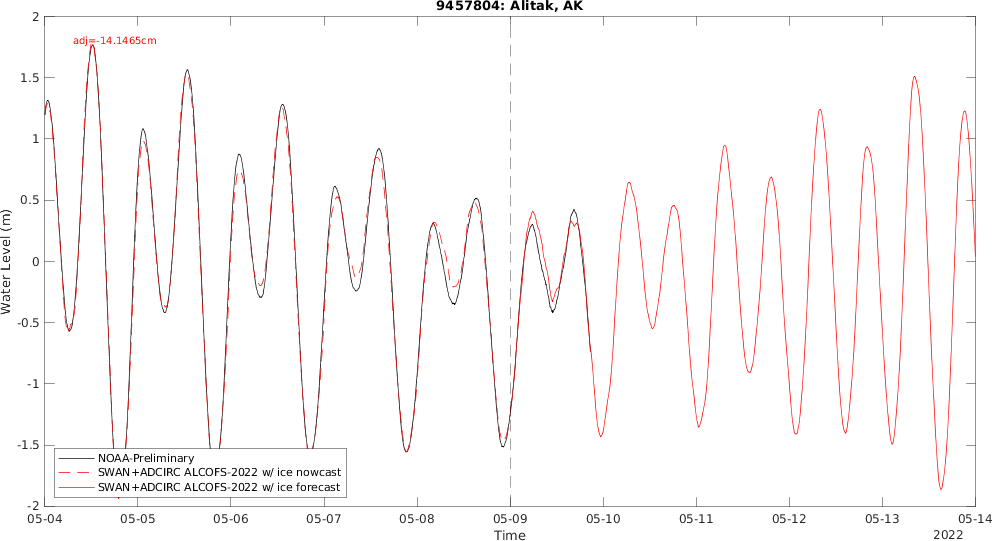 9457804: Alitak, AK
adj=-14.1465cm
2
1.5
1
0.5
0
-0.5
-1
-1.5
-2
Water Level (m)
NOAA-Preliminary
SWAN+ADCIRC ALCOFS-2022 w/ ice nowcast
SWAN+ADCIRC ALCOFS-2022 w/ ice forecast
05-04 05-05 05-06 05-07 05-08 05-09 05-10 05-11 05-12 05-13 05-14
Time
2022